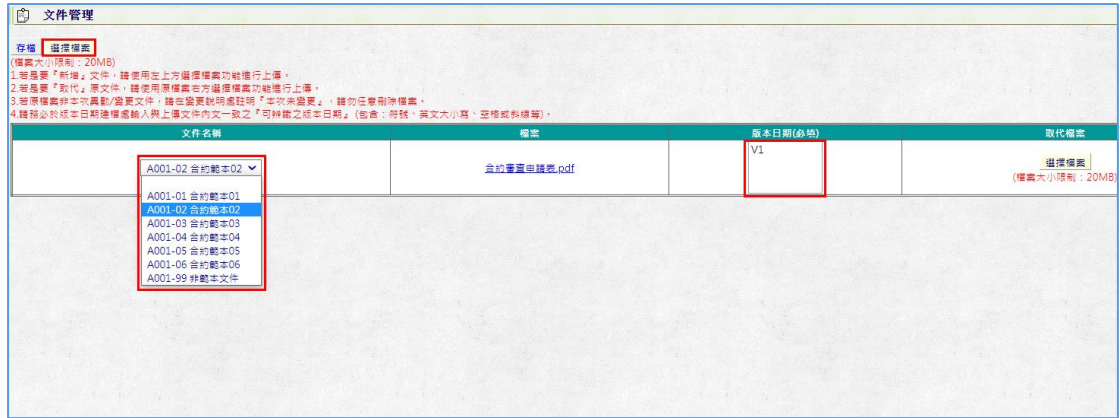 文件管理
存檔 選擇檔案
(檔案大小限制：20MB)
1.若是要『新增』文件，請使用左上方選擇檔案功能進行上傳。
2.若是要『取代』原文件，請使用原檔案右方選擇檔案功能進行上傳。
3.若原檔案非本次異動/變更文件，請在變更說明處註明『本次未變更』，請勿任意刪除檔案。
4.請務必於版本日期建檔處輸入與上傳文件內文一致之『可辨識之版本日期』(包含：符號、英文大小寫、空格或斜線等)。
文件名稱 檔案 版本日期(必填) 取代檔案
A001-02 合約範本02 合約審查申請表.pdf V1 選擇檔案
(檔案大小限制：20MB)
A001-01 合約範本01
A001-02 合約範本02
A001-03 合約範本03
A001-04 合約範本04
A001-05 合約範本05
A001-06 合約範本06
A001-99 非範本文件